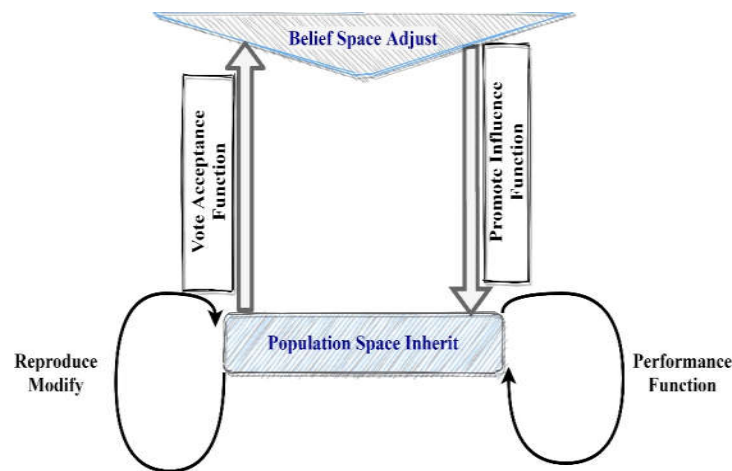 Belief Space Adjust
Vote Acceptance
Function
Promote Influence
Function
Population Space Inherit
Reproduce
Modify
Performance
Function